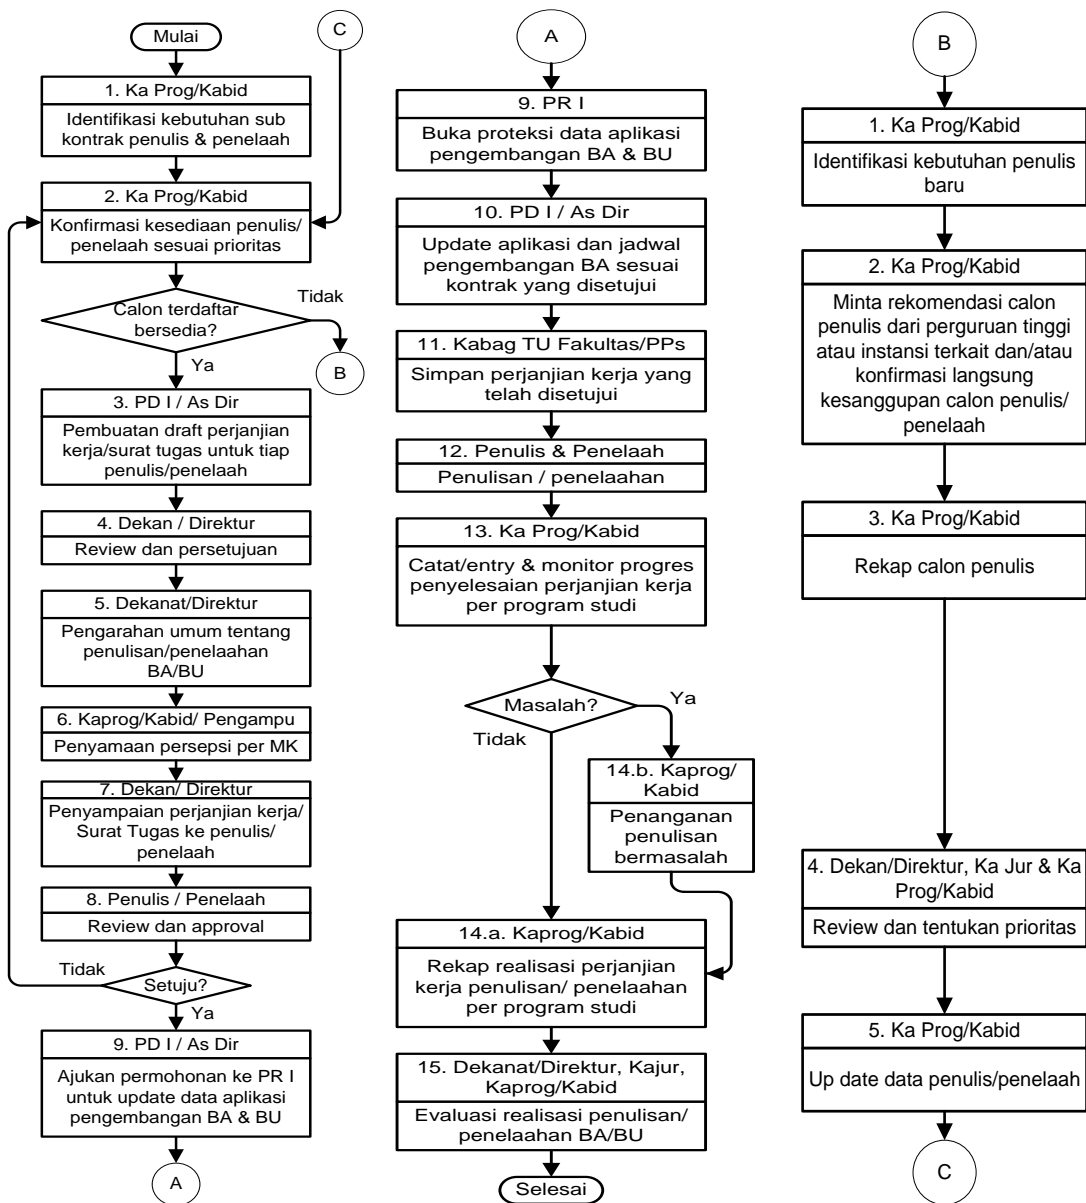 Mulai
C
1. Ka Prog/Kabid
Identifikasi kebutuhan sub
kontrak penulis & penelaah
2. Ka Prog/Kabid
Konfirmasi kesediaan penulis/
penelaah sesuai prioritas
Calon terdaftar
bersedia?
Tidak
B
Ya
3. PD I / As Dir
Pembuatan draft perjanjian
kerja/surat tugas untuk tiap
penulis/penelaah
4. Dekan / Direktur
Review dan persetujuan
5. Dekanat/Direktur
Pengarahan umum tentang
penulisan/penelaahan
BA/BU
6. Kaprog/Kabid/ Pengampu
Penyamaan persepsi per MK
7. Dekan/ Direktur
Penyampaian perjanjian kerja/
Surat Tugas ke penulis/
penelaah
8. Penulis / Penelaah
Review dan approval
Tidak
Setuju?
Ya
9. PD I / As Dir
Ajukan permohonan ke PR I
untuk update data aplikasi
pengembangan BA & BU
A
A
9. PR I
Buka proteksi data aplikasi
pengembangan BA & BU
10. PD I / As Dir
Update aplikasi dan jadwal
pengembangan BA sesuai
kontrak yang disetujui
11. Kabag TU Fakultas/PPs
Simpan perjanjian kerja yang
telah disetujui
12. Penulis & Penelaah
Penulisan / penelaahan
13. Ka Prog/Kabid
Catat/entry & monitor progres
penyelesaian perjanjian kerja
per program studi
Masalah?
Ya
Tidak
14.b. Kaprog/
Kabid
Penanganan
penulisan
bermasalah
14.a. Kaprog/Kabid
Rekap realisasi perjanjian
kerja penulisan/ penelaahan
per program studi
15. Dekanat/Direktur, Kajur,
Kaprog/Kabid
Evaluasi realisasi penulisan/
penelaahan BA/BU
Selesai
B
1. Ka Prog/Kabid
Identifikasi kebutuhan penulis
baru
2. Ka Prog/Kabid
Minta rekomendasi calon
penulis dari perguruan tinggi
atau instansi terkait dan/atau
konfirmasi langsung
kesanggupan calon penulis/
penelaah
3. Ka Prog/Kabid
Rekap calon penulis
4. Dekan/Direktur, Ka Jur & Ka
Prog/Kabid
Review dan tentukan prioritas
5. Ka Prog/Kabid
Up date data penulis/penelaah
C